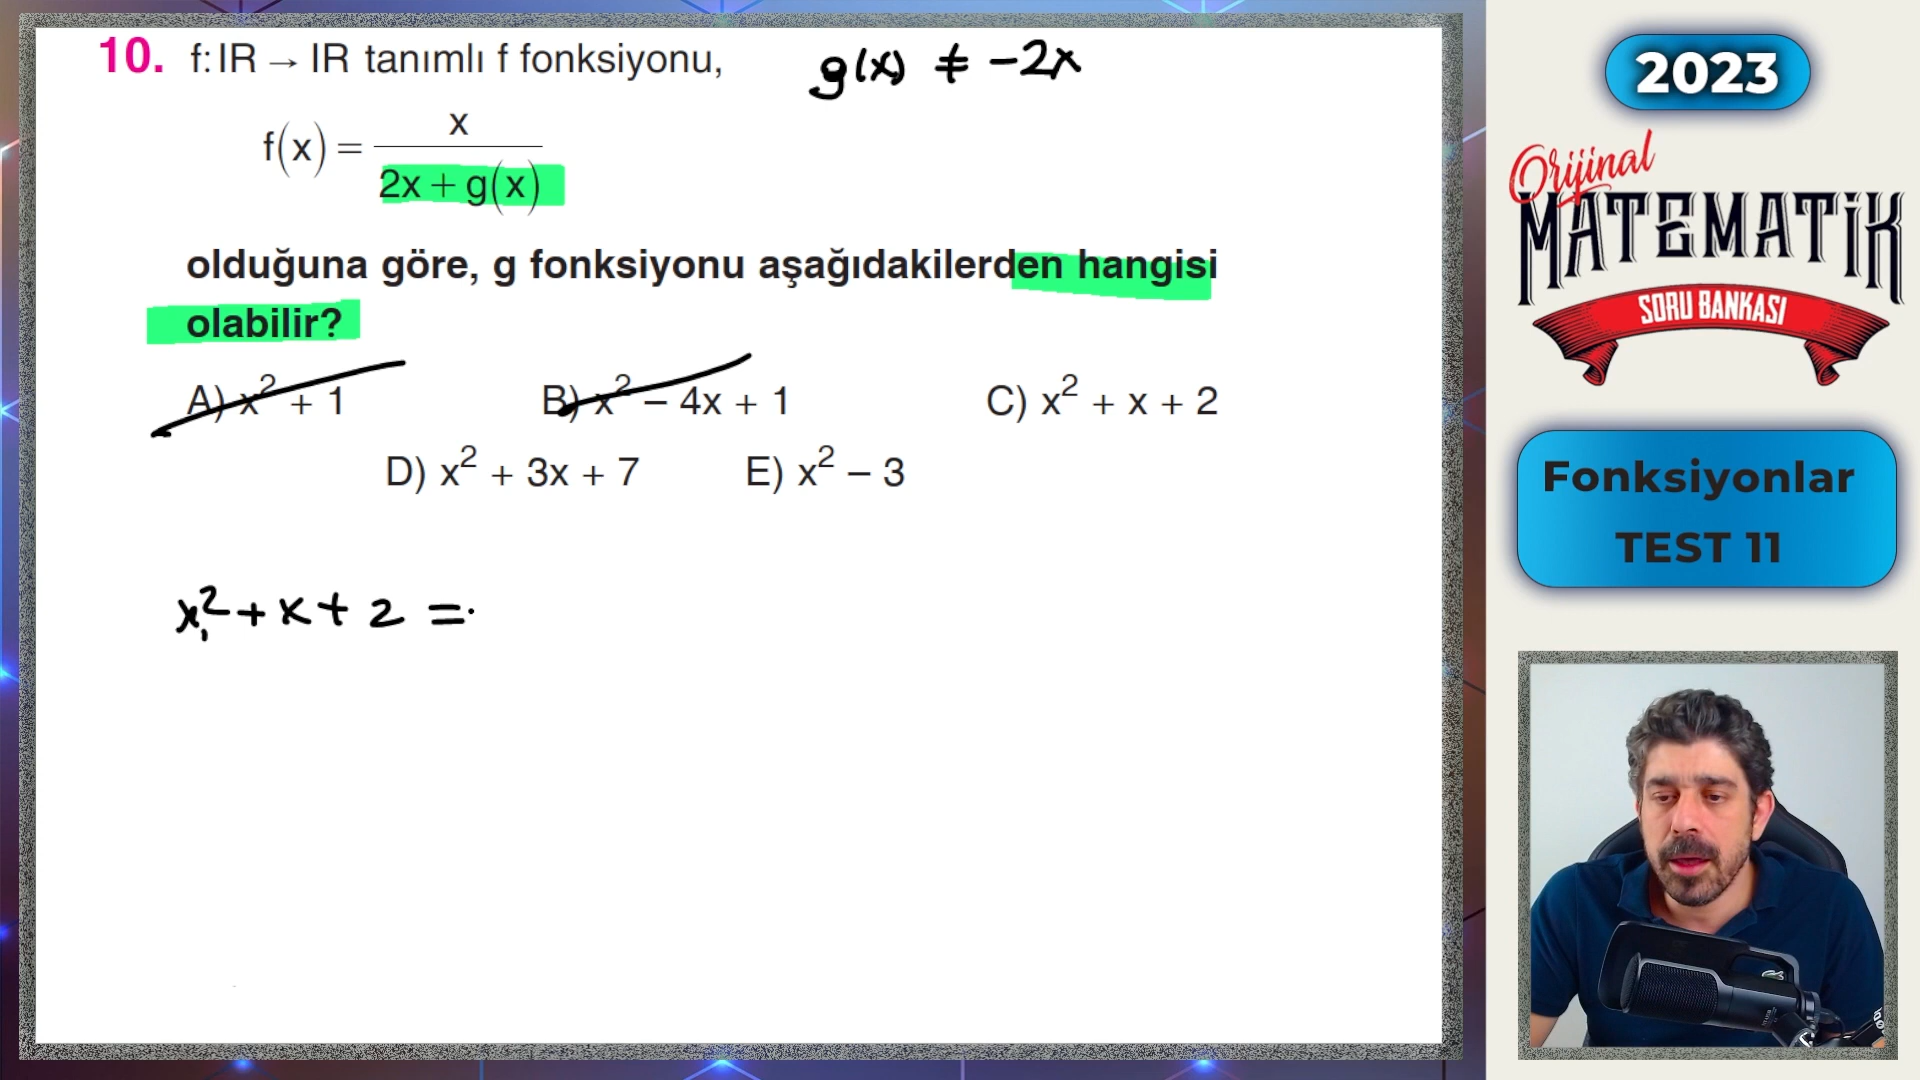 10. f: IR → IR tanımlı f fonksiyonu,
g(x) ≠ -2x
f(x) = x / 2x + g(x)
olduğuna göre, g fonksiyonu aşağıdakilerden hangisi
olabilir?
A) x² + 1 B) x² – 4x + 1 C) x² + x + 2
D) x² + 3x + 7 E) x² – 3
x² + x + 2 =
2023
Orijinal
MATEMATİK
SORU BANKASI
Fonksiyonlar
TEST 11